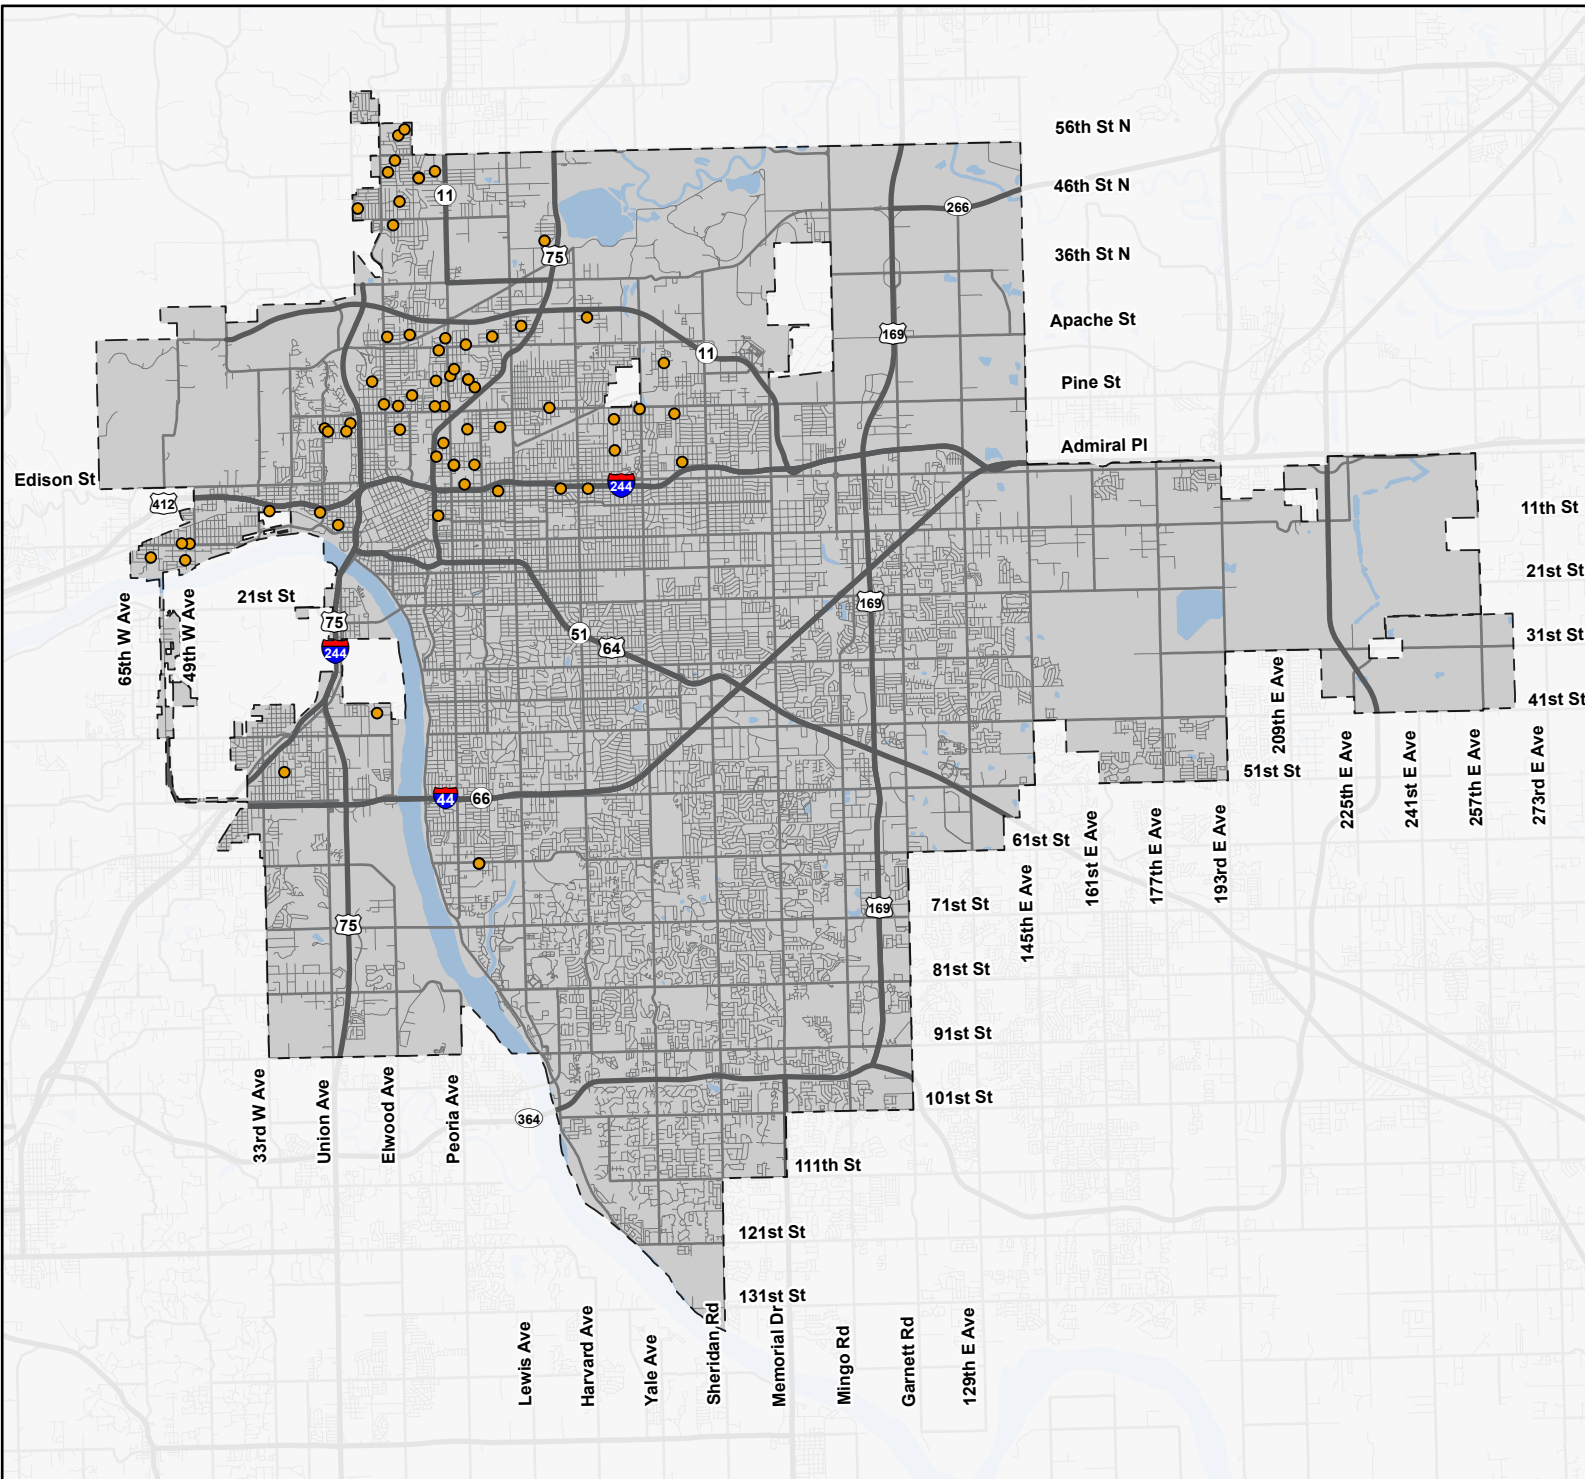 56th St N
46th St N
11
266
36th St N
75
Apache St
169
11
Pine St
Admiral Pl
Edison St
412
244
11th St
21st St
21st St
169
75
51
64
31st St
244
65th W Ave
49th W Ave
41st St
209th E Ave
51st St
225th E Ave
241st E Ave
257th E Ave
273rd E Ave
44
66
61st St
161st E Ave
177th E Ave
193rd E Ave
145th E Ave
71st St
169
75
81st St
91st St
101st St
364
33rd W Ave
Union Ave
Elwood Ave
Peoria Ave
111th St
121st St
131st St
Lewis Ave
Harvard Ave
Yale Ave
Sheridan Rd
Memorial Dr
Mingo Rd
Garnett Rd
129th E Ave